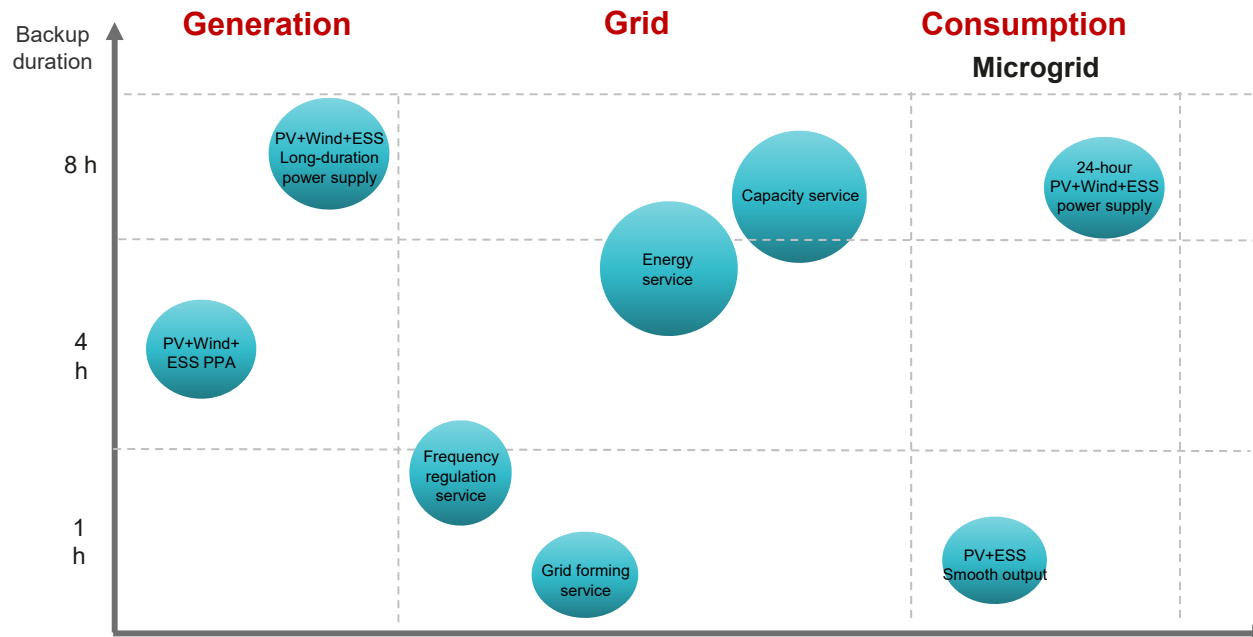 Generation
Grid
Consumption
Microgrid
Backup
duration
8 h
4
h
1
h
PV+Wind+ESS
Long-duration
power supply
PV+Wind+
ESS PPA
Frequency
regulation
service
Grid forming
service
Energy
service
Capacity service
24-hour
PV+Wind+ESS
power supply
PV+ESS
Smooth output